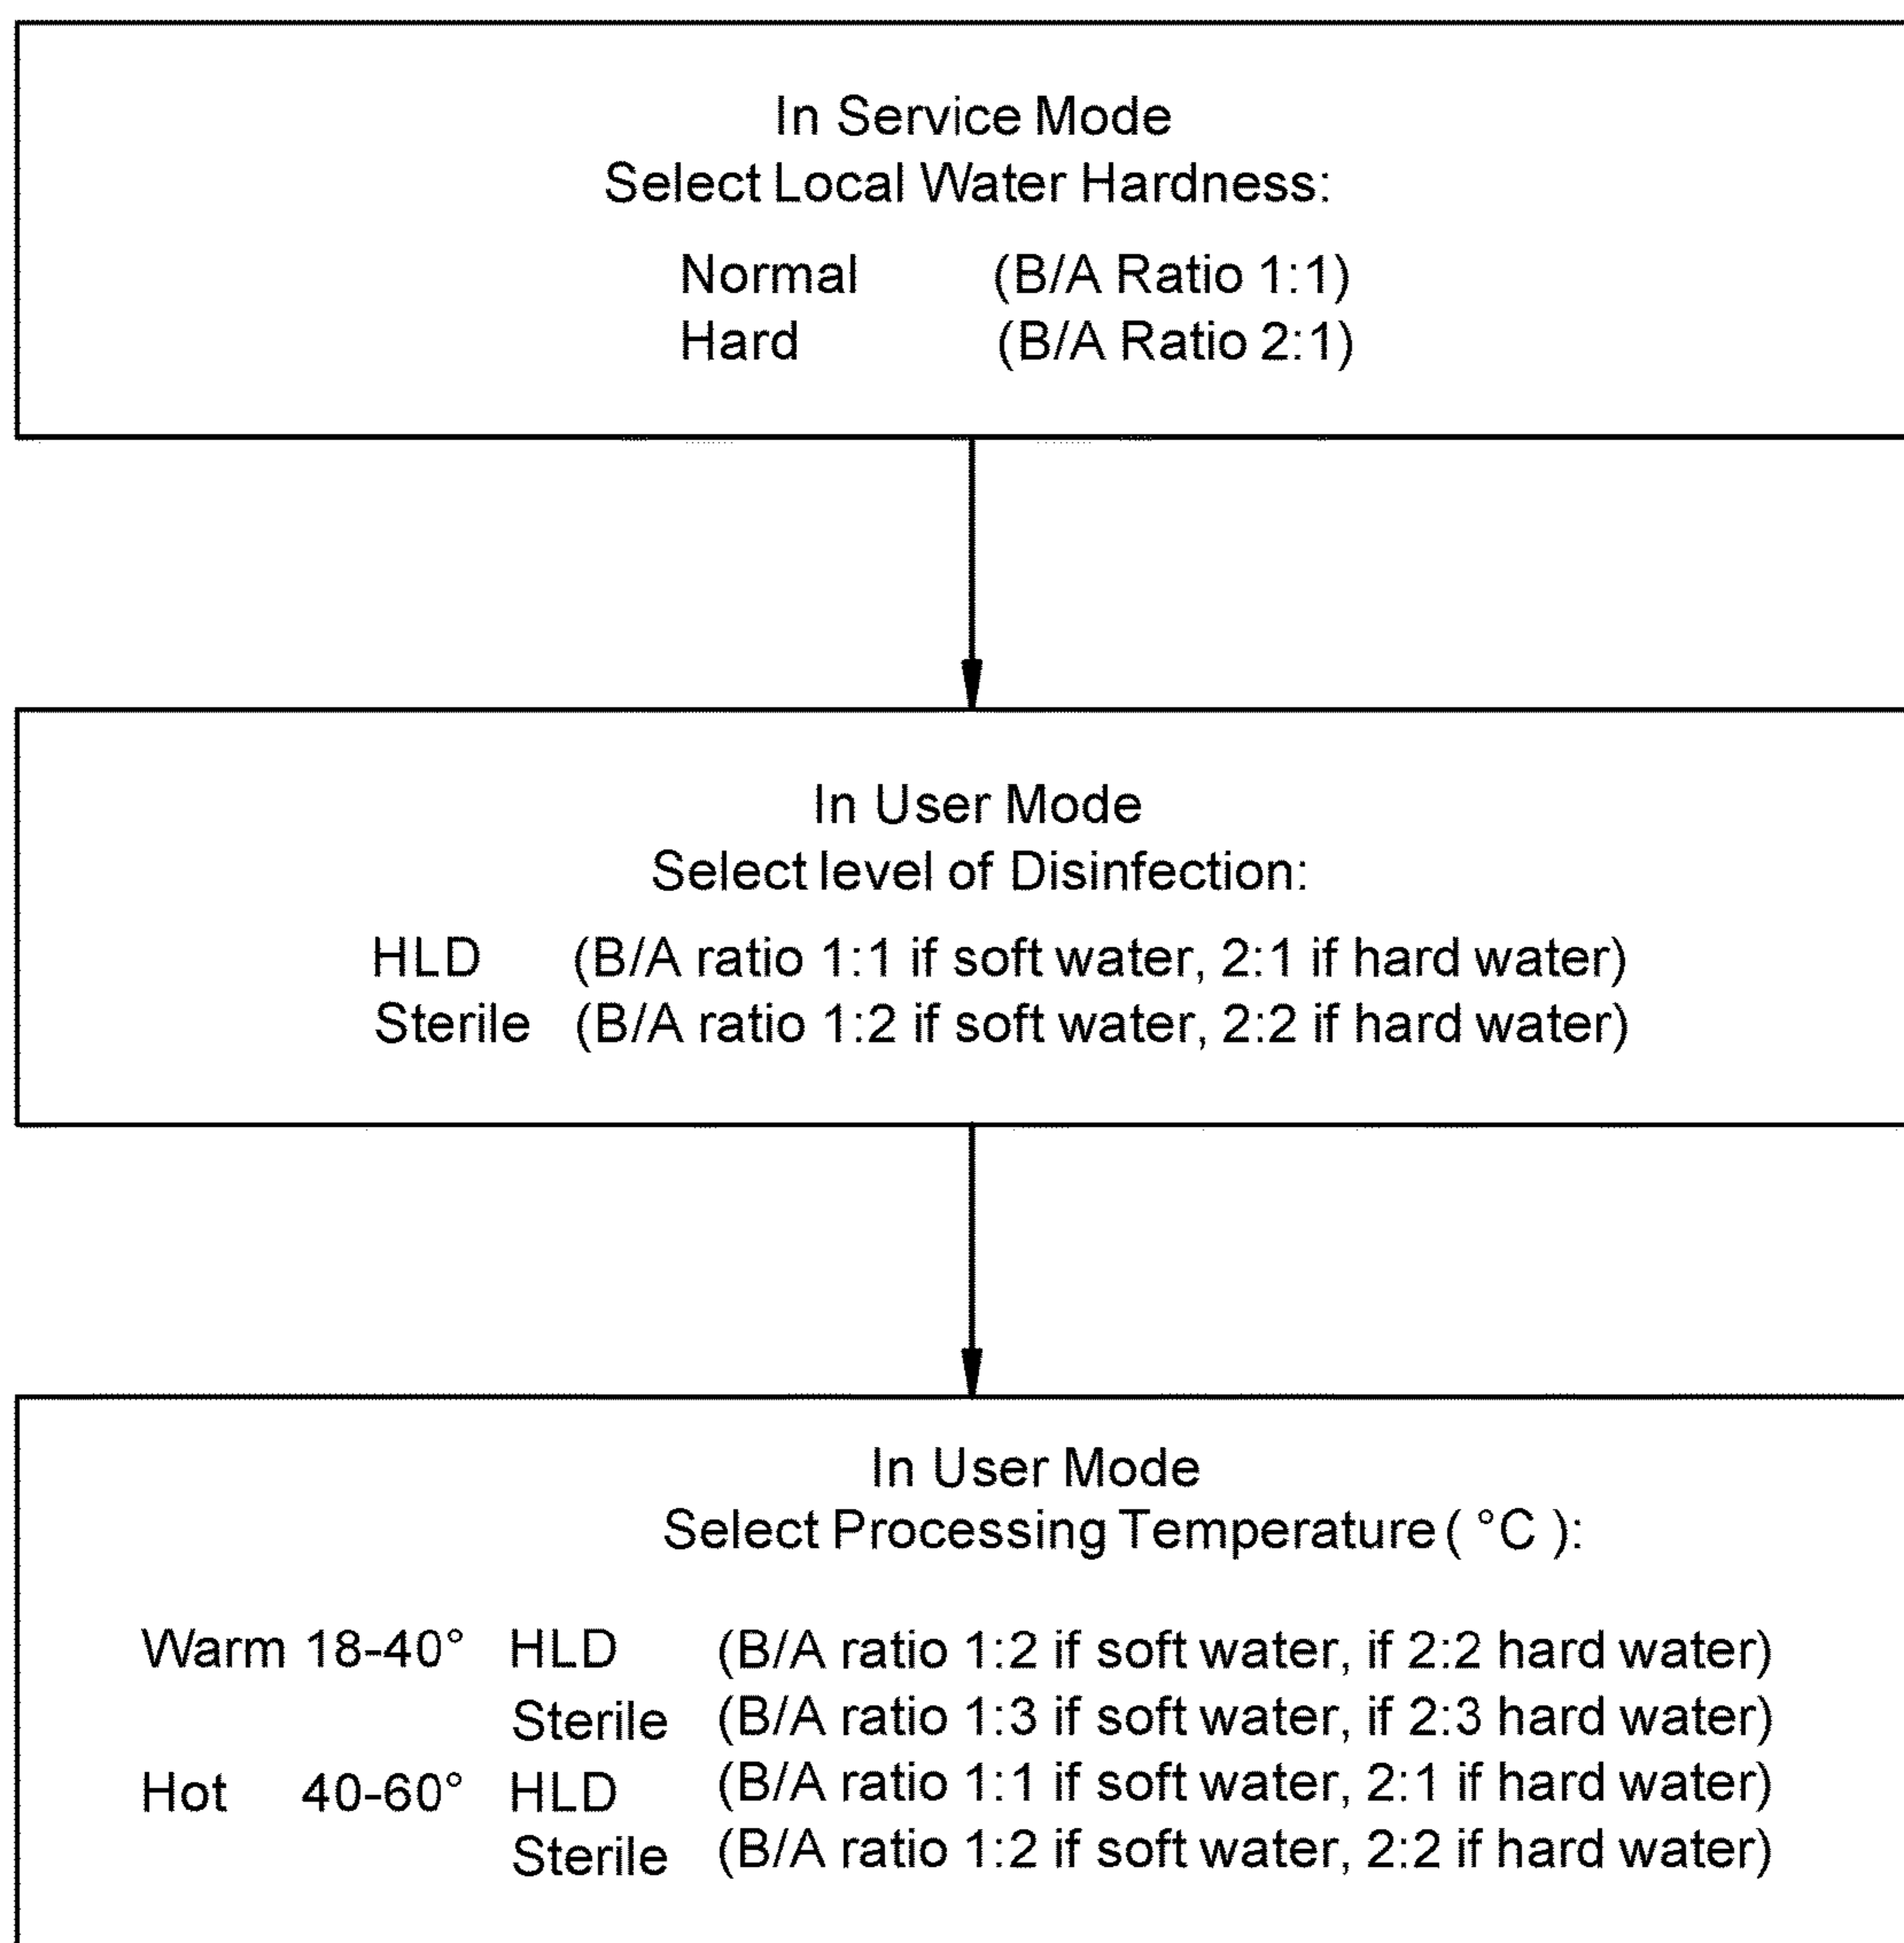 In Service Mode
Select Local Water Hardness:
Normal (B/A Ratio 1:1)
Hard (B/A Ratio 2:1)
In User Mode
Select level of Disinfection:
HLD (B/A ratio 1:1 if soft water, 2:1 if hard water)
Sterile (B/A ratio 1:2 if soft water, 2:2 if hard water)
In User Mode
Select Processing Temperature ( °C ):
Warm 18-40° HLD (B/A ratio 1:2 if soft water, if 2:2 hard water)
Sterile (B/A ratio 1:3 if soft water, if 2:3 hard water)
Hot 40-60° HLD (B/A ratio 1:1 if soft water, 2:1 if hard water)
Sterile (B/A ratio 1:2 if soft water, 2:2 if hard water)